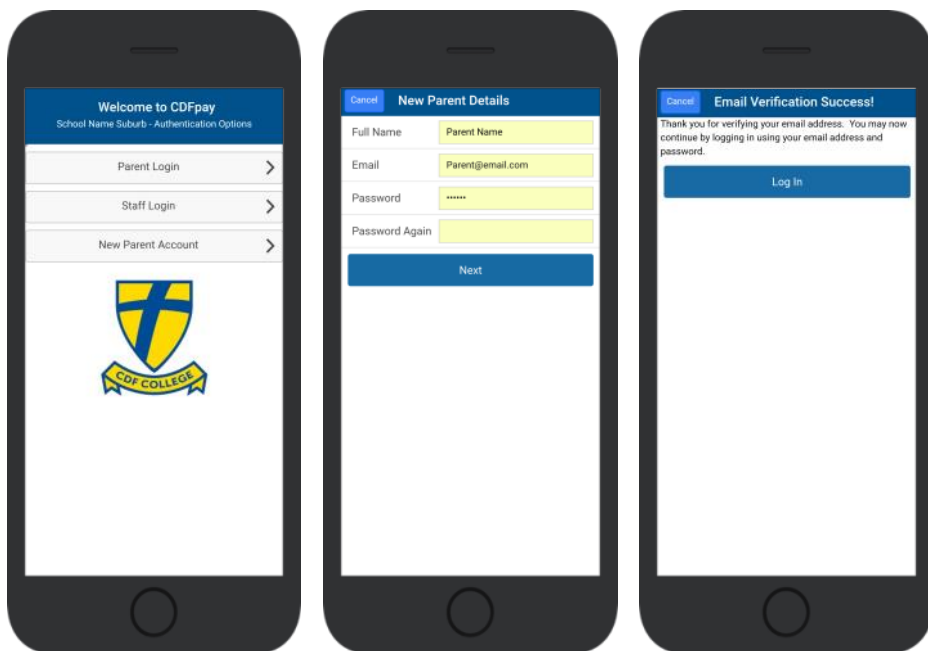 Welcome to CDFpay
School Name Suburb - Authentication Options
Parent Login
Staff Login
New Parent Account
CDF COLLEGE
Cancel New Parent Details
Full Name Parent Name
Email Parent@email.com
Password ••••••
Password Again
Next
Cancel Email Verification Success!
Thank you for verifying your email address. You may now
continue by logging in using your email address and
password.
Log In